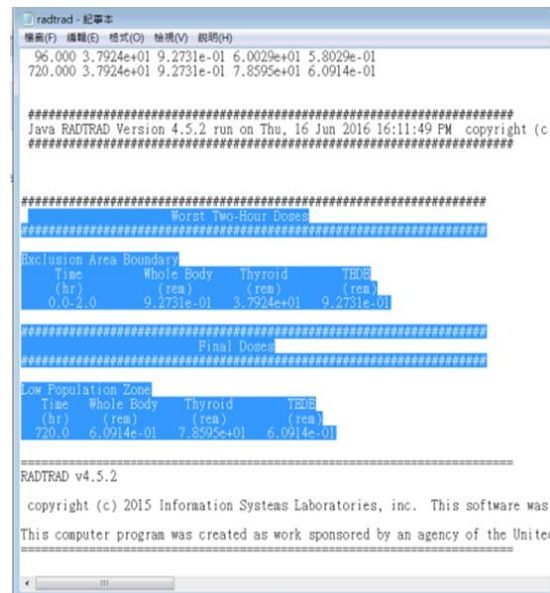 radtrad - 記事本
檔案(F) 編輯(E) 格式(O) 檢視(V) 說明(H)
96.000 3.7924e+01 9.2731e-01 6.0029e+01 5.8029e-01
720.000 3.7924e+01 9.2731e-01 7.8595e+01 6.0914e-01
#######################################################################
Java RADTRAD Version 4.5.2 run on Thu, 16 Jun 2016 16:11:49 PM copyright (c
#######################################################################
####################################################################
Worst Two-Hour Doses
####################################################################
Exclusion Area Boundary
Time Whole Body Thyroid TEDE
(hr) (rem) (rem) (rem)
0.0-2.0 9.2731e-01 3.7924e+01 9.2731e-01
####################################################################
Final Doses
####################################################################
Low Population Zone
Time Whole Body Thyroid TEDE
(hr) (rem) (rem) (rem)
720.0 6.0914e-01 7.8595e+01 6.0914e-01
========================================================================
RADTRAD v4.5.2
copyright (c) 2015 Information Systems Laboratories, inc. This software was
This computer program was created as work sponsored by an agency of the United
========================================================================